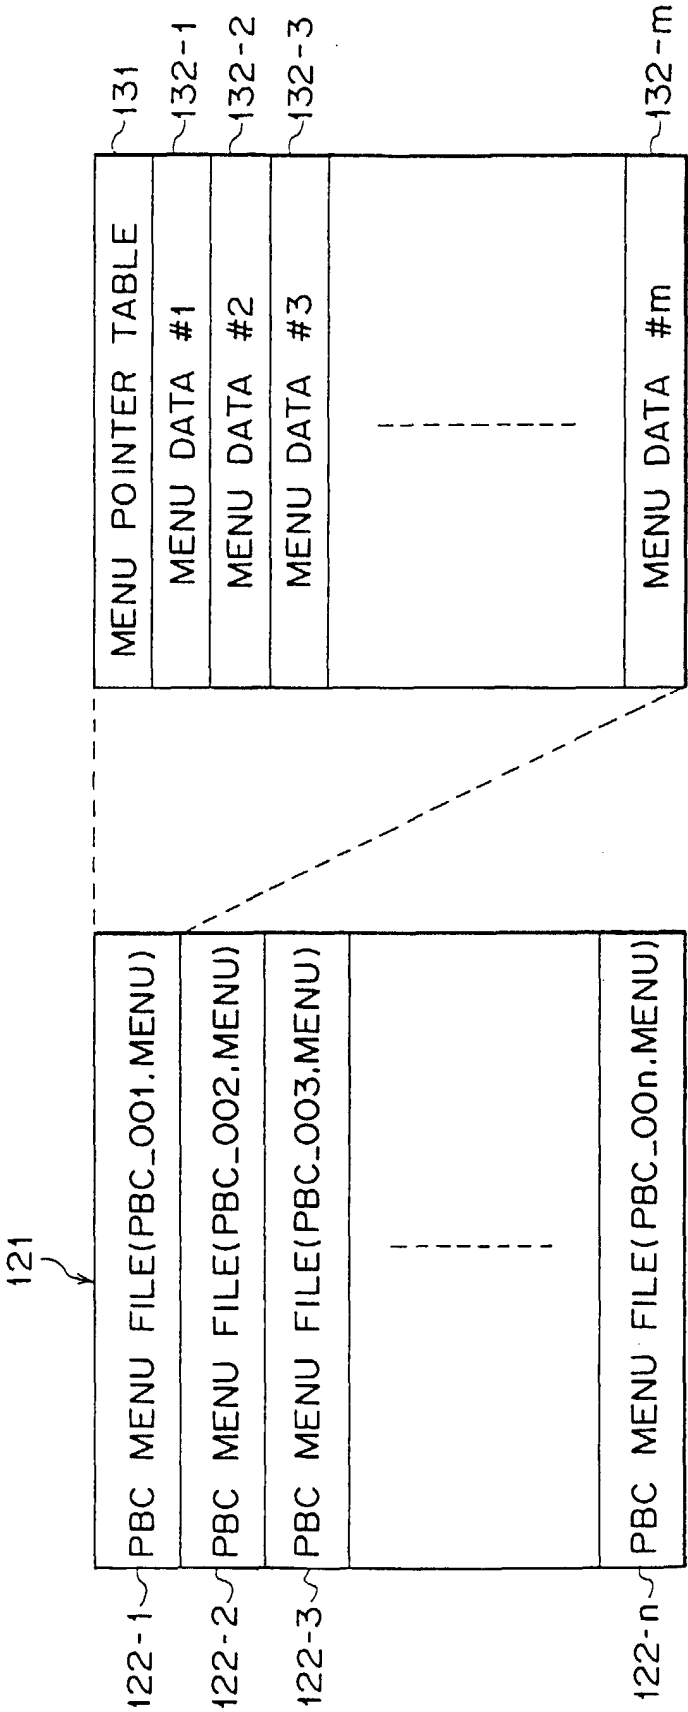 121
122-1
PBC MENU FILE(PBC_001.MENU)
122-2
PBC MENU FILE(PBC_002.MENU)
122-3
PBC MENU FILE(PBC_003.MENU)
122-n
PBC MENU FILE(PBC_00n.MENU)
MENU POINTER TABLE
131
MENU DATA #1
132-1
MENU DATA #2
132-2
MENU DATA #3
132-3
MENU DATA #m
132-m